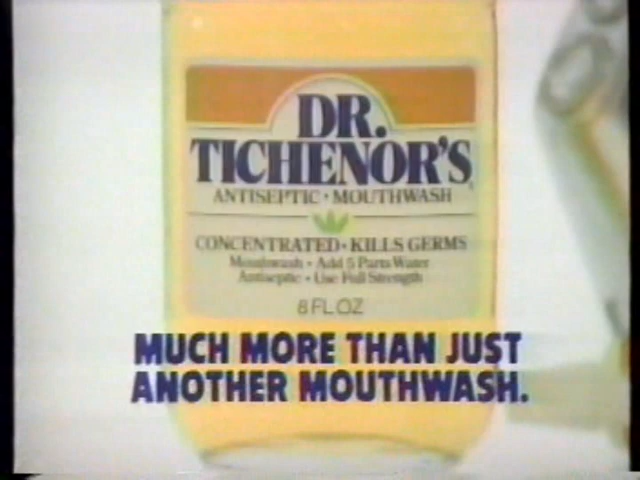 DR.
TICHENOR'S
ANTISEPTIC • MOUTHWASH
CONCENTRATED • KILLS GERMS
Mouthwash • Add 5 Parts Water
Antiseptic • Use Full Strength
8 FL OZ
MUCH MORE THAN JUST
ANOTHER MOUTHWASH.